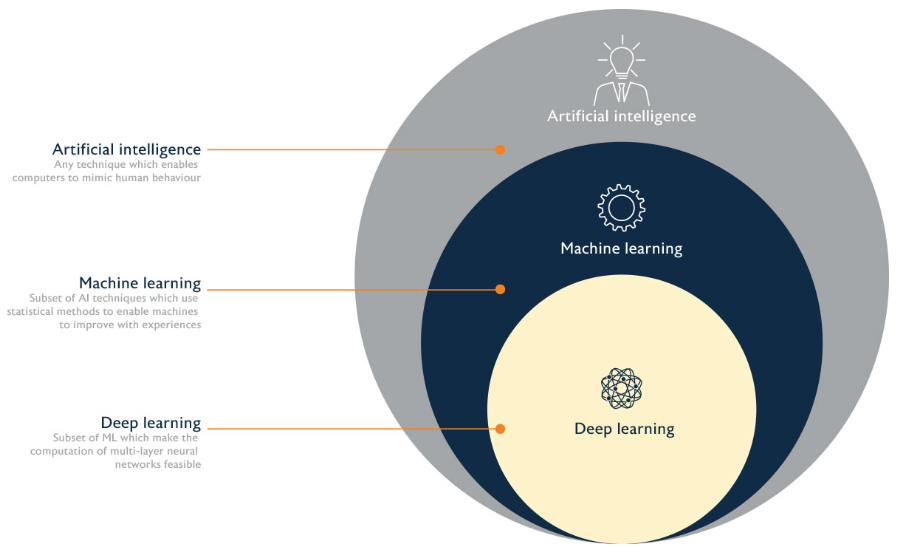 Artificial intelligence
Artificial intelligence
Any technique which enables
computers to mimic human behaviour
Machine learning
Machine learning
Subset of AI techniques which use
statistical methods to enable machines
to improve with experiences
Deep learning
Subset of ML which make the
computation of multi-layer neural
networks feasible
Deep learning